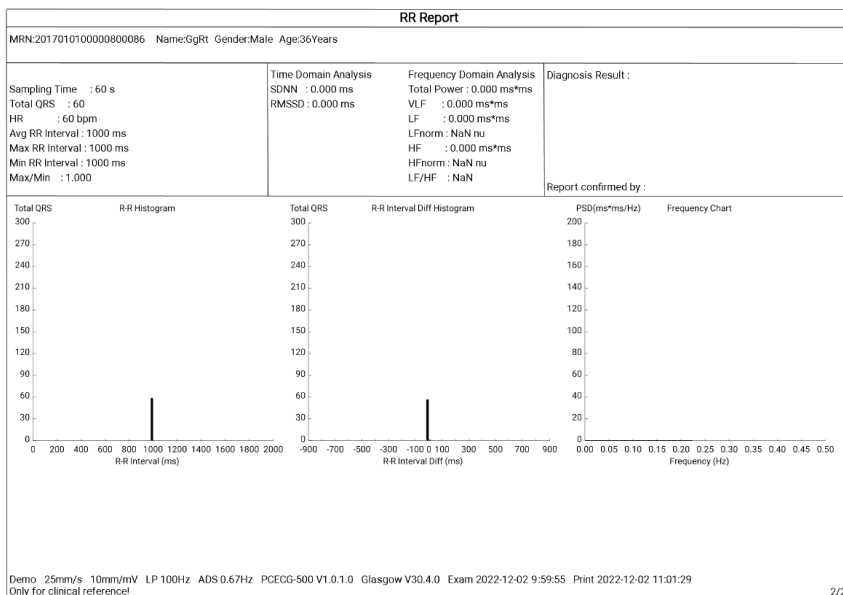 RR Report
MRN:2017010100000800086 Name:GgRt Gender:Male Age:36Years
Sampling Time : 60 s
Total QRS : 60
HR : 60 bpm
Avg RR Interval : 1000 ms
Max RR Interval : 1000 ms
Min RR Interval : 1000 ms
Max/Min : 1.000
Time Domain Analysis
SDNN : 0.000 ms
RMSSD : 0.000 ms
Frequency Domain Analysis
Total Power : 0.000 ms*ms
VLF : 0.000 ms*ms
LF : 0.000 ms*ms
LFnorm : NaN nu
HF : 0.000 ms*ms
HFnorm : NaN nu
LF/HF : NaN
Diagnosis Result :
Report confirmed by :
Total QRS R-R Histogram
300
270
240
210
180
150
120
90
60
30
0
0 200 400 600 800 1000 1200 1400 1600 1800 2000
R-R Interval (ms)
Total QRS R-R Interval Diff Histogram
300
270
240
210
180
150
120
90
60
30
0
-900 -700 -500 -300 -100 100 300 500 700 900
R-R Interval Diff (ms)
PSD(ms*ms/Hz) Frequency Chart
200
180
160
140
120
100
80
60
40
20
0
0.00 0.05 0.10 0.15 0.20 0.25 0.30 0.35 0.40 0.45 0.50
Frequency (Hz)
Demo 25mm/s 10mm/mV LP 100Hz ADS 0.67Hz PCECG-500 V1.0.1.0 Glasgow V30.4.0 Exam 2022-12-02 9:59:55 Print 2022-12-02 11:01:29
Only for clinical reference!
2/2